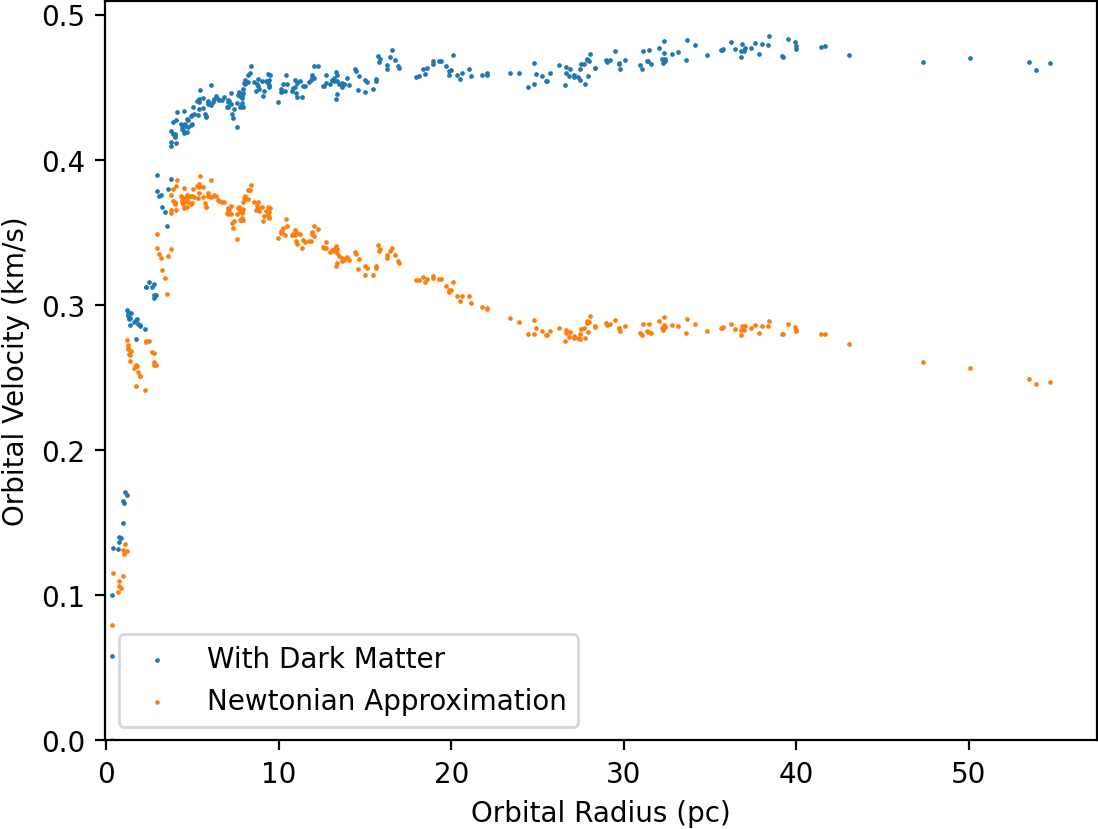 Orbital Velocity (km/s)
0.5
0.4
0.3
0.2
0.1
0.0
With Dark Matter
Newtonian Approximation
0 10 20 30 40 50
Orbital Radius (pc)